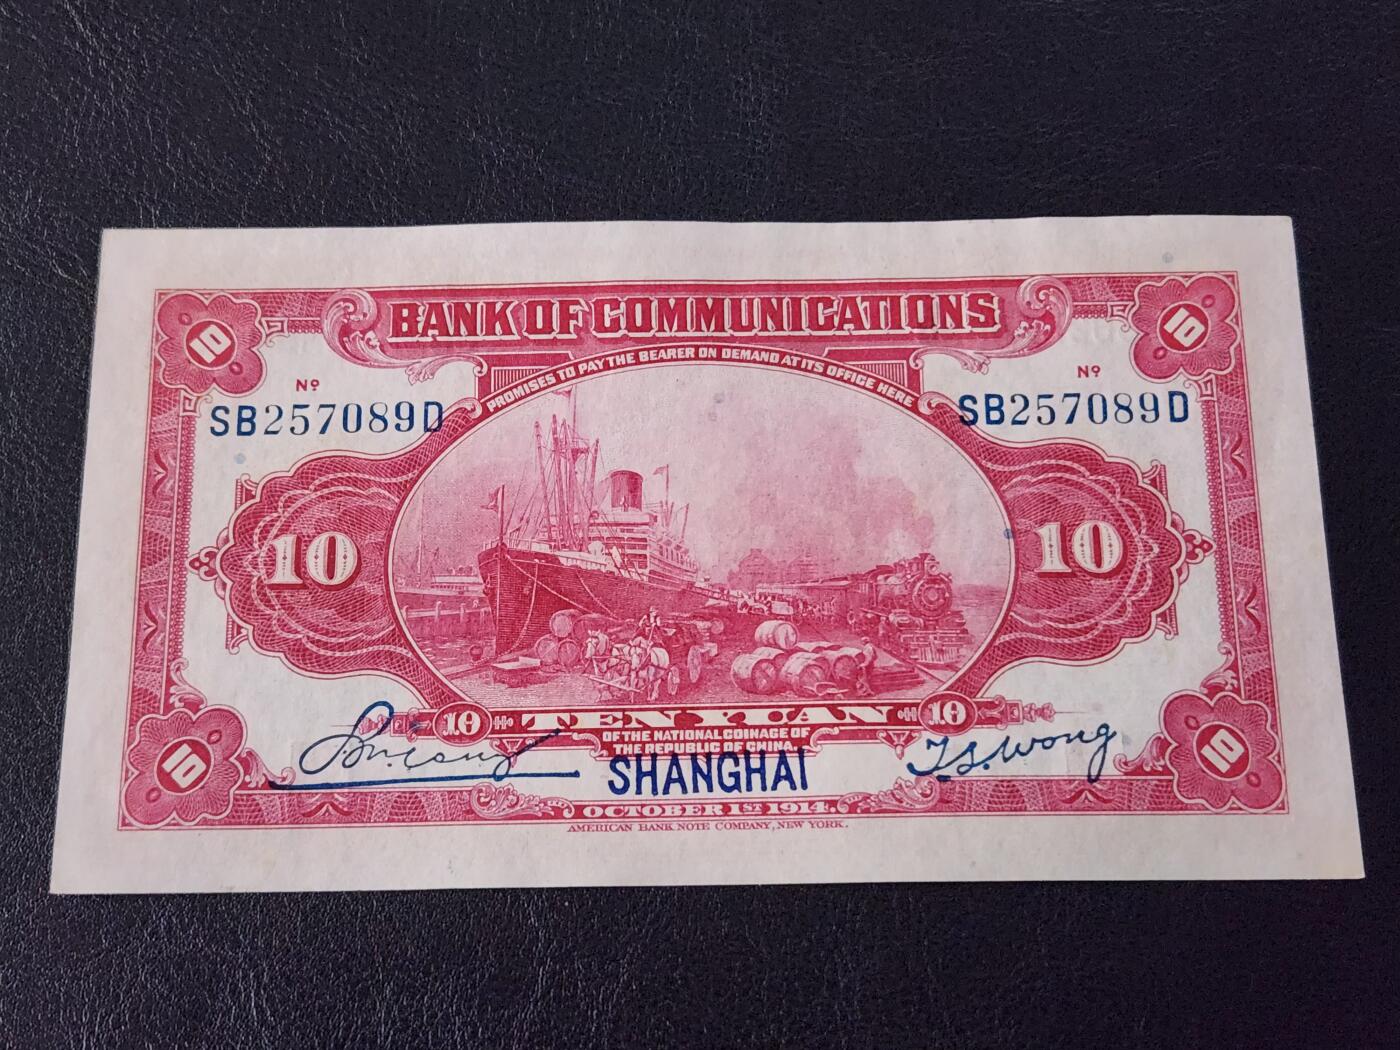 BANK OF COMMUNICATIONS
PROMISES TO PAY THE BEARER ON DEMAND AT ITS OFFICE HERE
10 10
Nº Nº
SB257089D SB257089D
10 10
10 TEN YUAN 10
OF THE NATIONAL COINAGE OF
THE REPUBLIC OF CHINA.
T.S. Wong
SHANGHAI
10 10
OCTOBER 1ST 1914.
AMERICAN BANK NOTE COMPANY, NEW YORK.